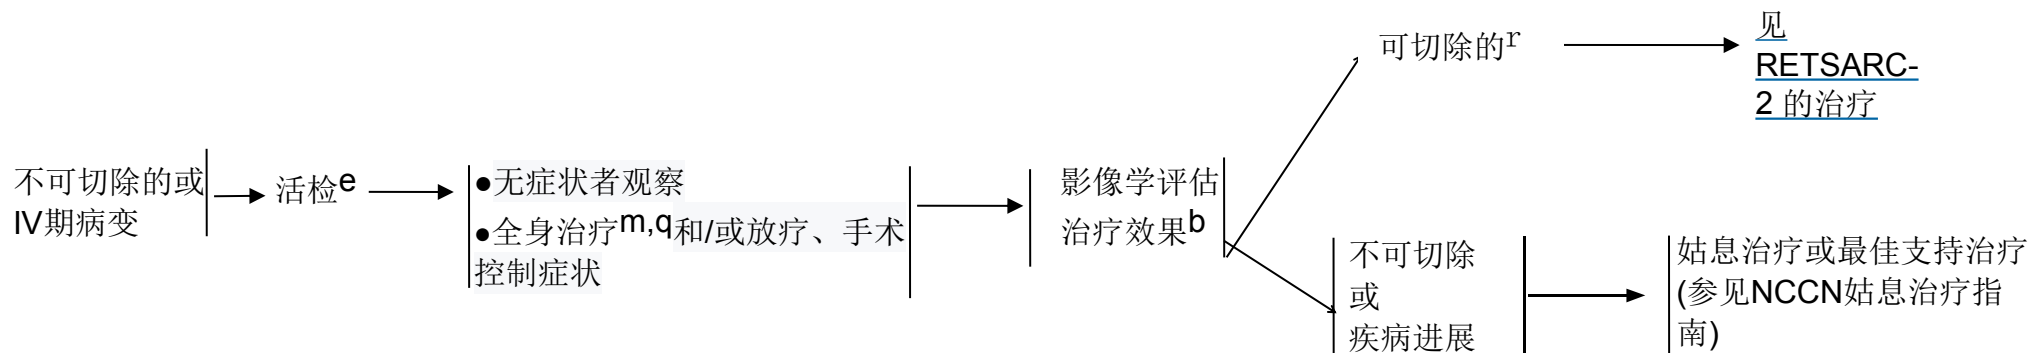 不可切除的或
IV期病变
活检e
●无症状者观察
●全身治疗m,q和/或放疗、手术
控制症状
影像学评估
治疗效果b
可切除的r
见
RETSARC-
2 的治疗
不可切除
或
疾病进展
姑息治疗或最佳支持治疗
(参见NCCN姑息治疗指
南)